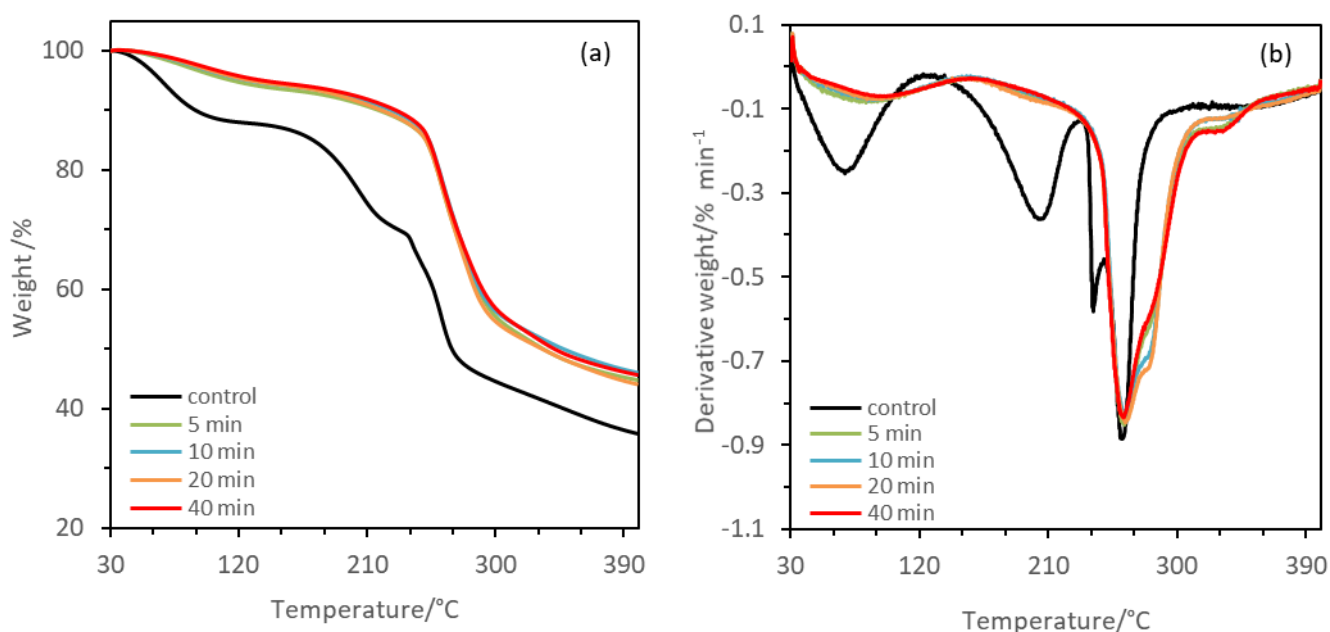 (a)
100
80
60
40
20
Weight /%
control
5 min
10 min
20 min
40 min
30 120 210 300 390
Temperature/°C
(b)
0.1
-0.1
-0.3
-0.5
-0.7
-0.9
-1.1
Derivative weight/% min⁻¹
control
5 min
10 min
20 min
40 min
30 120 210 300 390
Temperature/°C